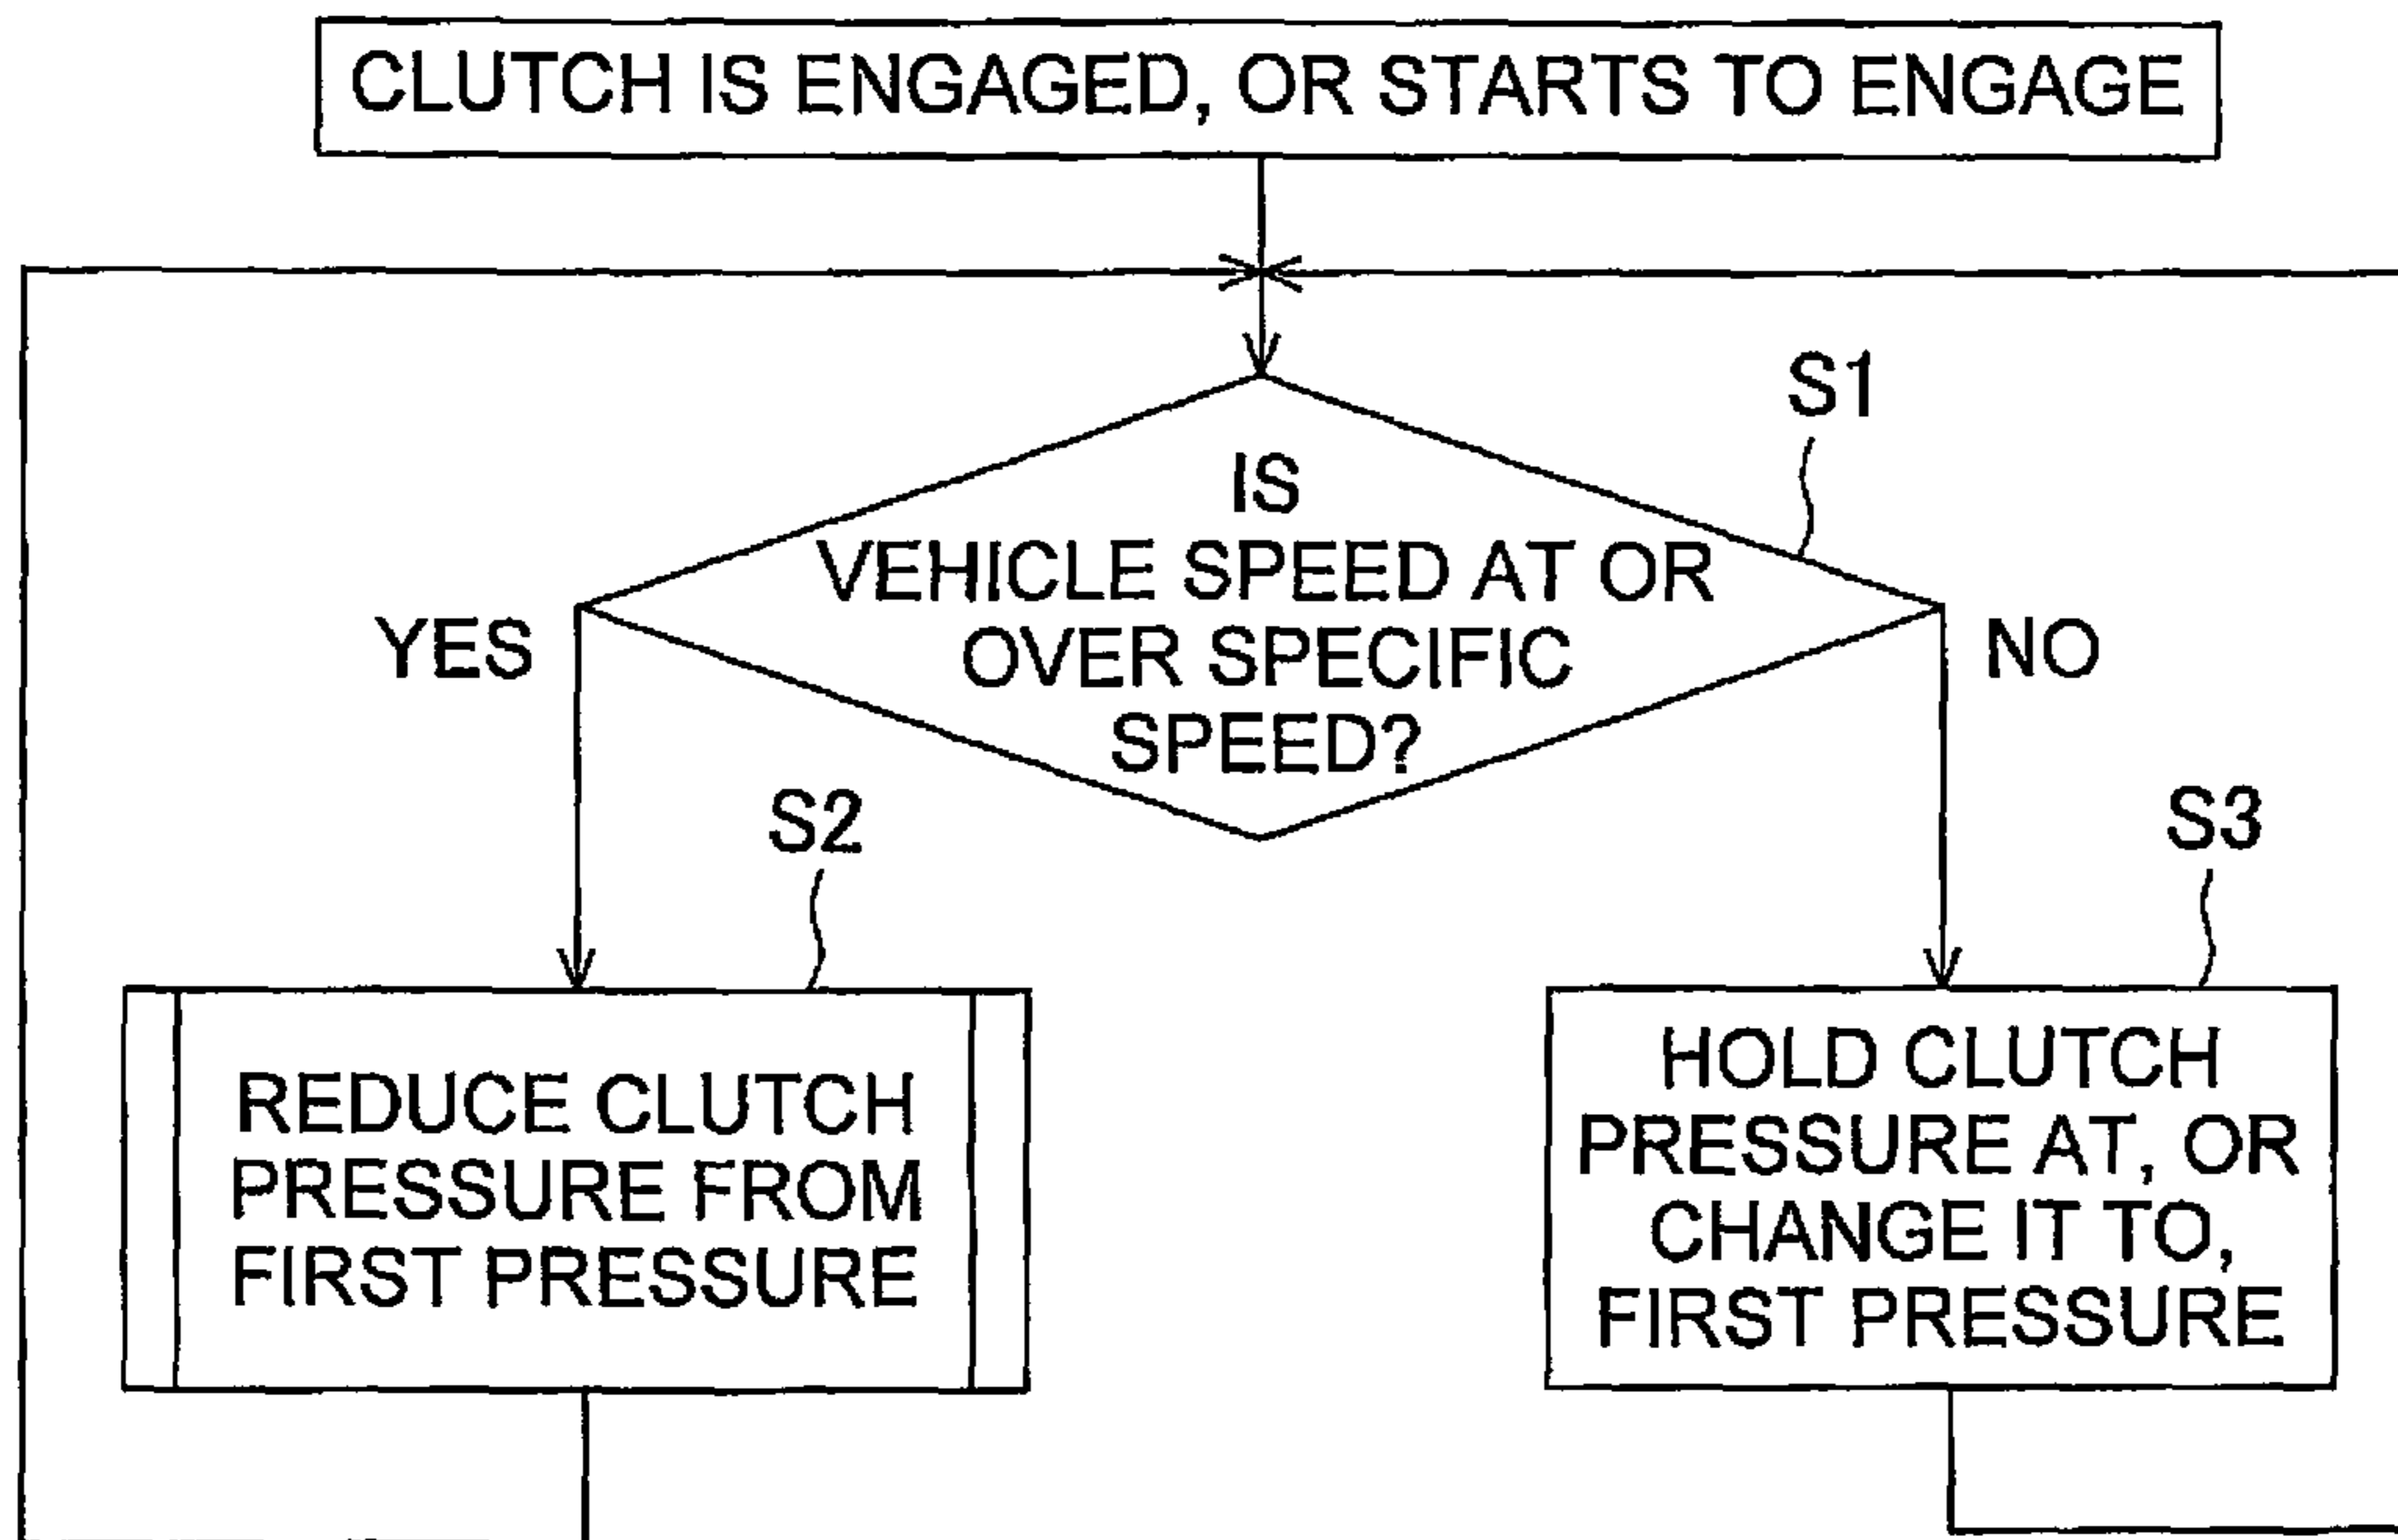 CLUTCH IS ENGAGED, OR STARTS TO ENGAGE
S1
IS
VEHICLE SPEED AT OR
OVER SPECIFIC
SPEED?
YES
NO
S2
S3
REDUCE CLUTCH
PRESSURE FROM
FIRST PRESSURE
HOLD CLUTCH
PRESSURE AT, OR
CHANGE IT TO,
FIRST PRESSURE